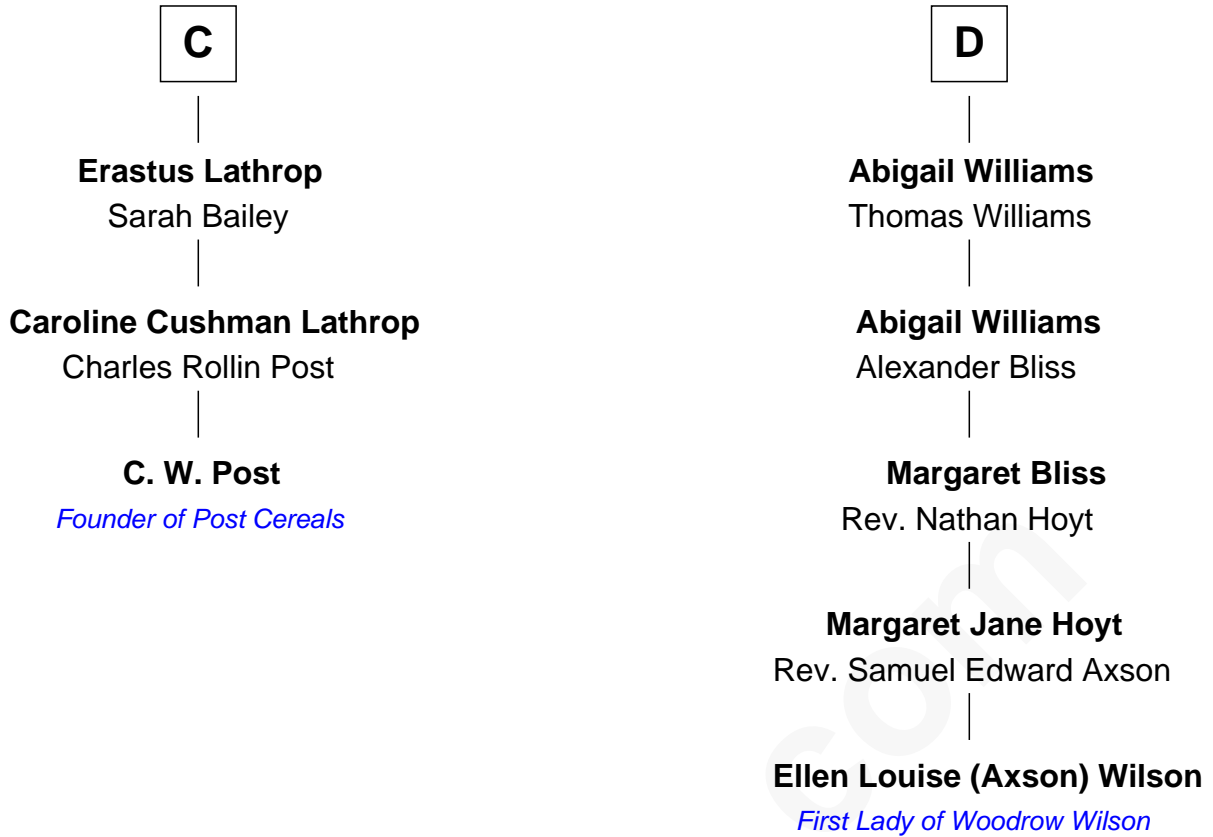 C
Erastus Lathrop
Sarah Bailey
Caroline Cushman Lathrop
Charles Rollin Post
C. W. Post
Founder of Post Cereals
D
Abigail Williams
Thomas Williams
Abigail Williams
Alexander Bliss
Margaret Bliss
Rev. Nathan Hoyt
Margaret Jane Hoyt
Rev. Samuel Edward Axson
Ellen Louise (Axson) Wilson
First Lady of Woodrow Wilson
com